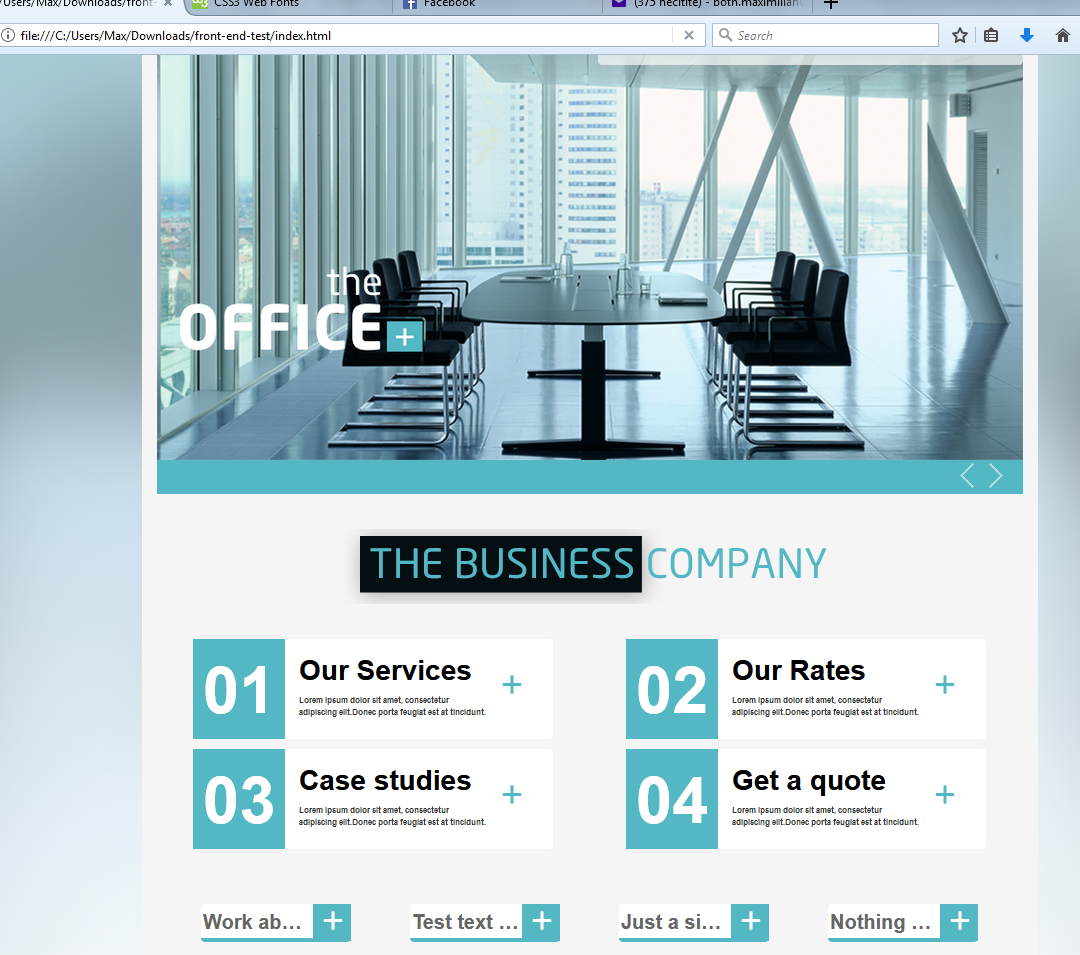 /Users/Max/Downloads/front-
CSS3 Web Fonts
Facebook
(375 necitite) - both.maximilian
file:///C:/Users/Max/Downloads/front-end-test/index.html
Search
the
OFFICE+
THE BUSINESS COMPANY
01
Our Services
+
Lorem ipsum dolor sit amet, consectetur
adipiscing elit.Donec porta feugiat est at tincidunt.
02
Our Rates
+
Lorem ipsum dolor sit amet, consectetur
adipiscing elit.Donec porta feugiat est at tincidunt.
03
Case studies
+
Lorem ipsum dolor sit amet, consectetur
adipiscing elit.Donec porta feugiat est at tincidunt.
04
Get a quote
+
Lorem ipsum dolor sit amet, consectetur
adipiscing elit.Donec porta feugiat est at tincidunt.
Work ab... +
Test text ... +
Just a si... +
Nothing ... +